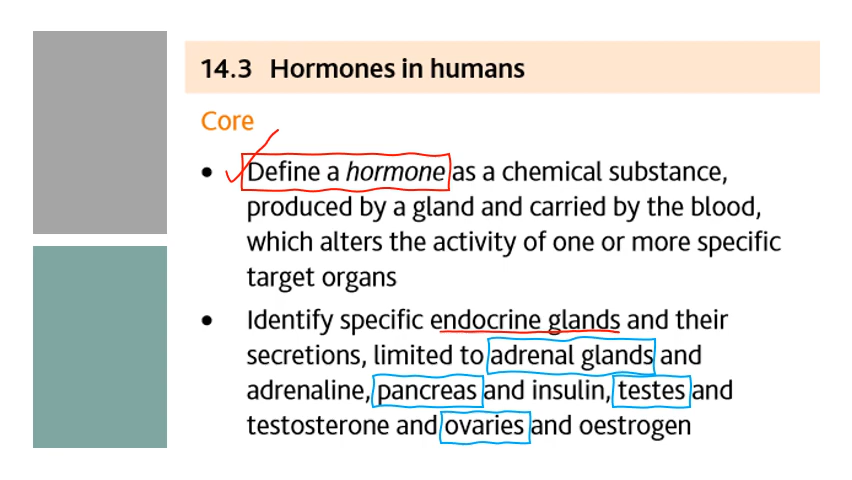 14.3 Hormones in humans
Core
• Define a hormone as a chemical substance,
produced by a gland and carried by the blood,
which alters the activity of one or more specific
target organs
• Identify specific endocrine glands and their
secretions, limited to adrenal glands and
adrenaline, pancreas and insulin, testes and
testosterone and ovaries and oestrogen